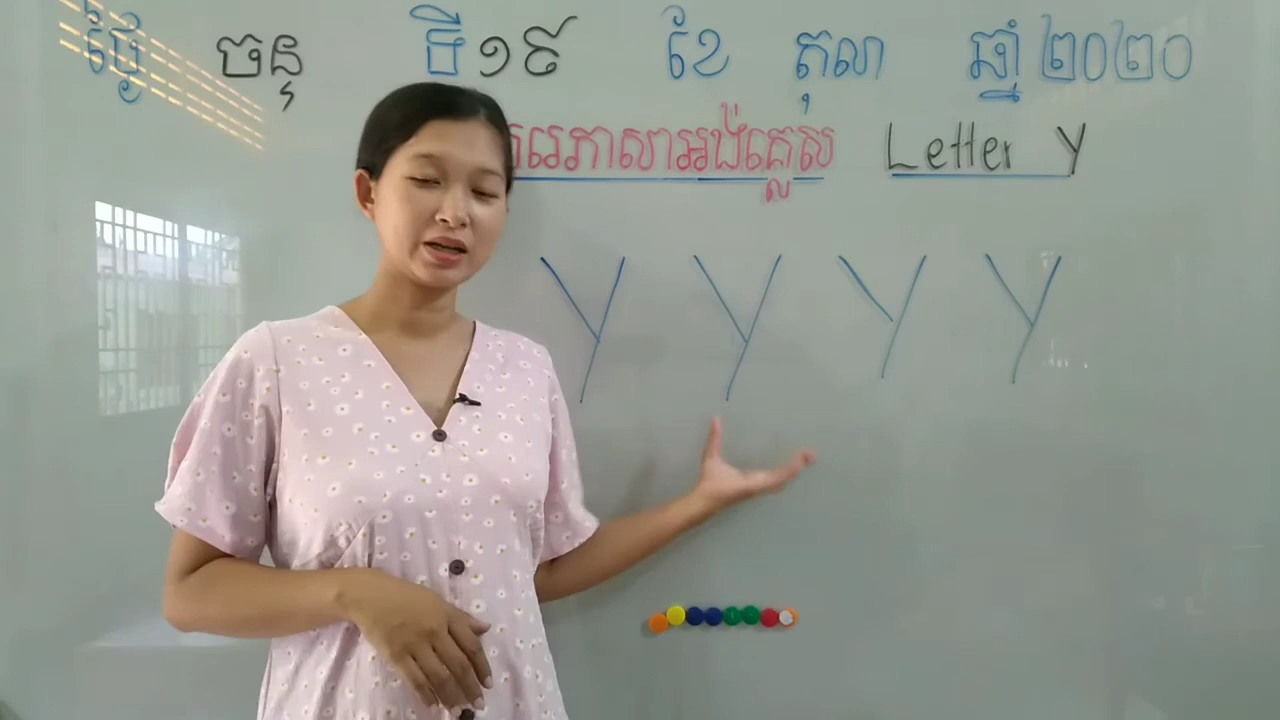 ថ្ងៃ ចន្ទ ទី១៩ ខែ តុលា ឆ្នាំ ២០២០
ភាសាអង់គ្លេស Letter Y
Y Y Y Y